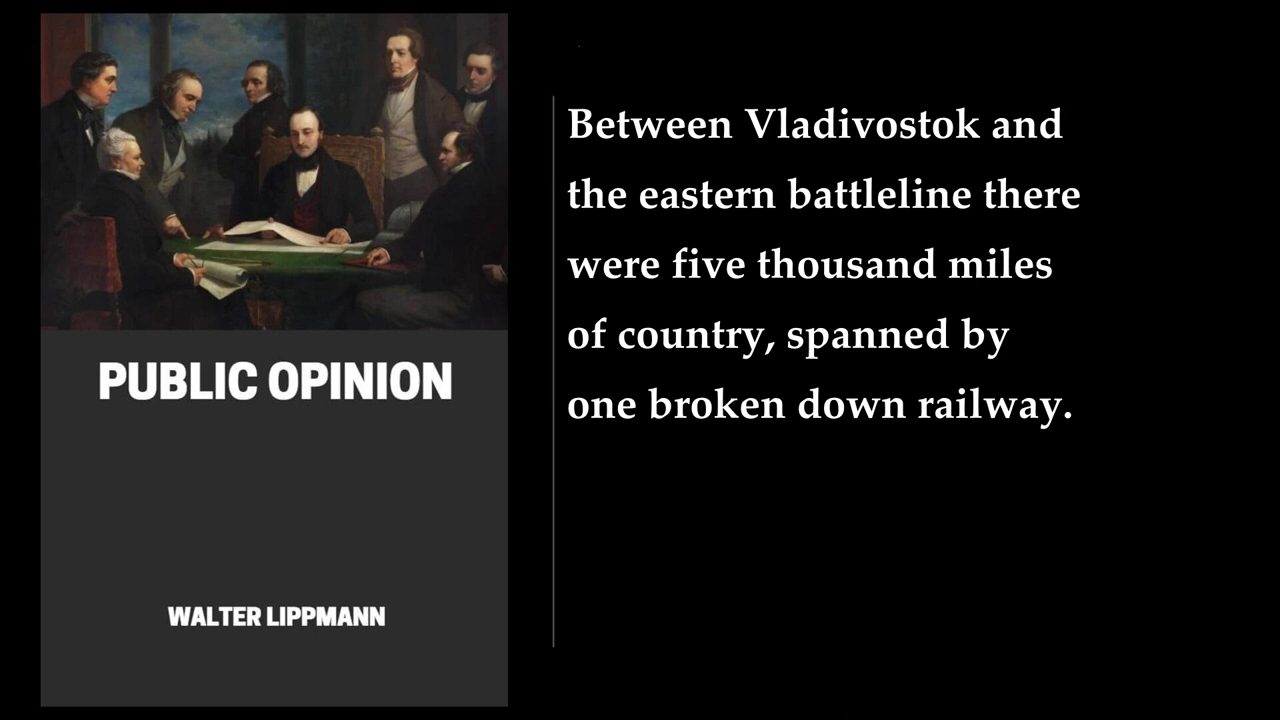 PUBLIC OPINION
WALTER LIPPMANN
Between Vladivostok and
the eastern battleline there
were five thousand miles
of country, spanned by
one broken down railway.